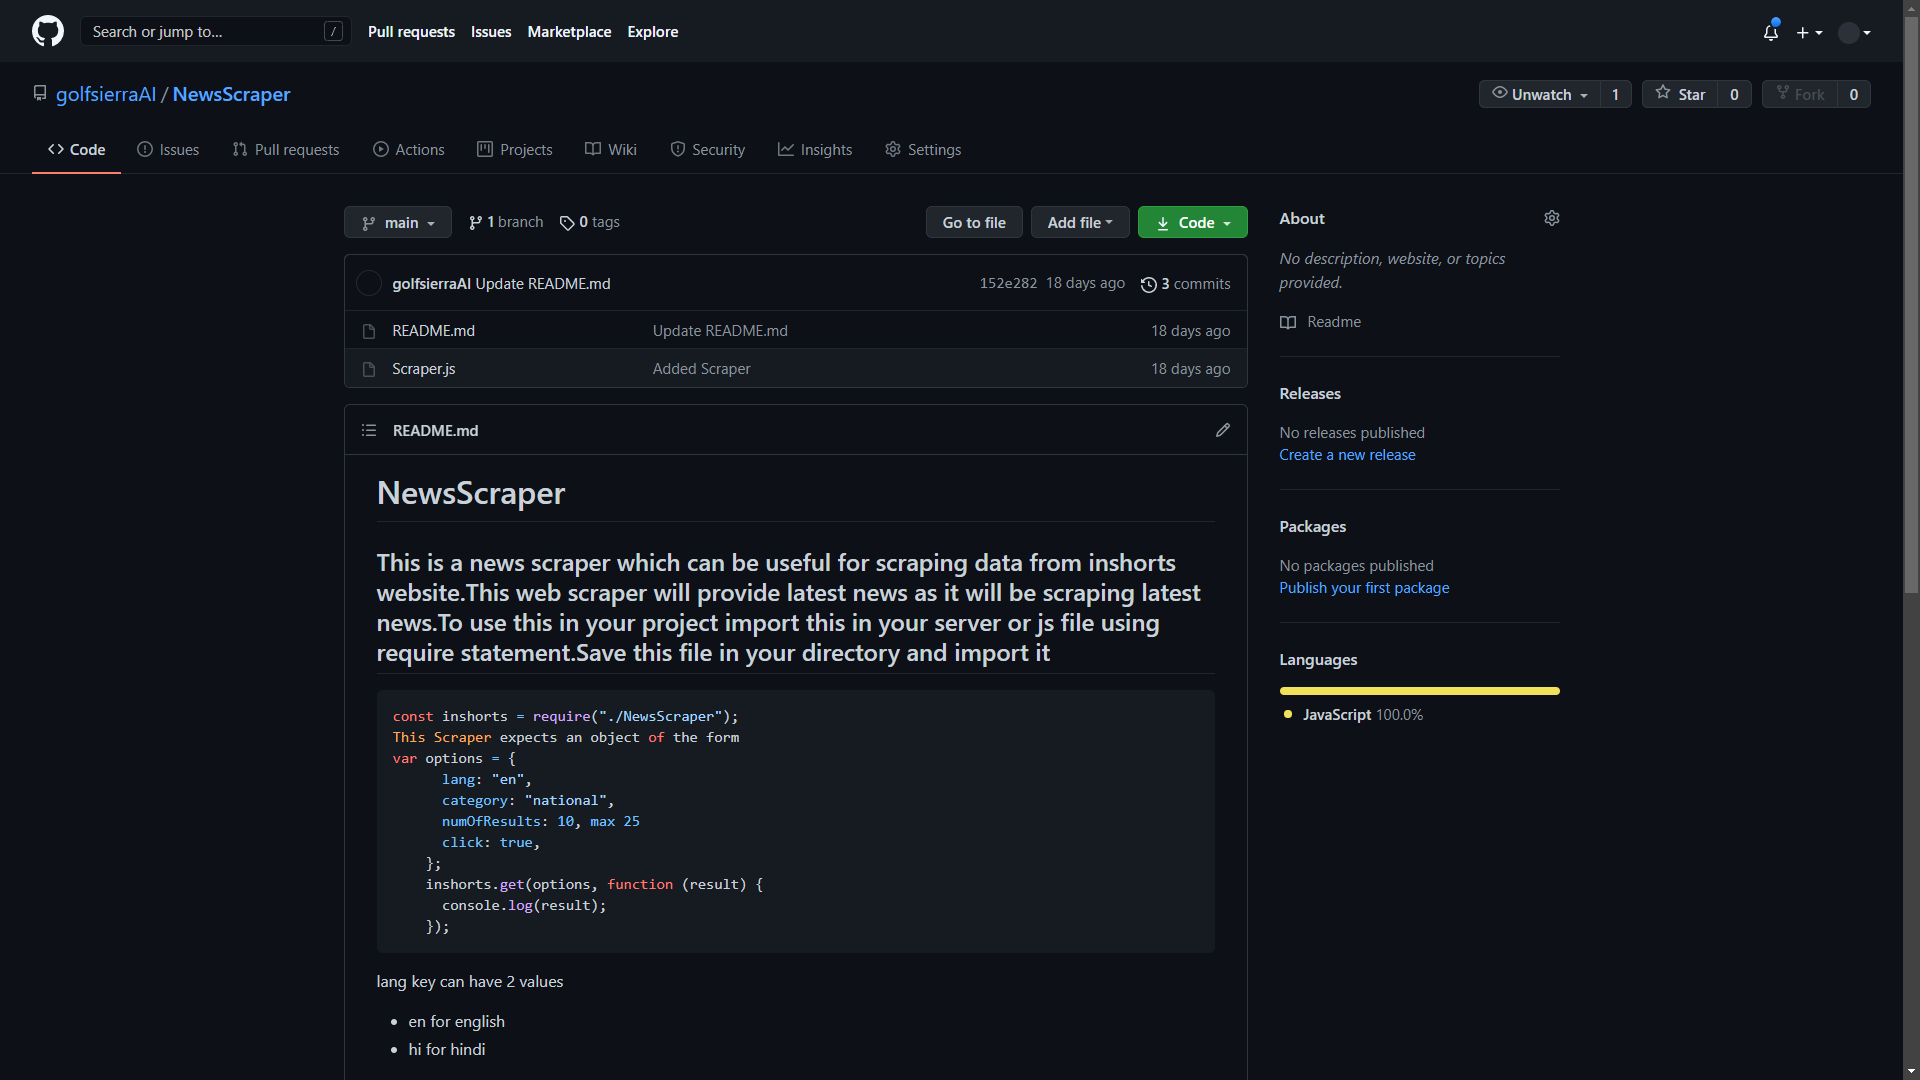 Search or jump to... /
Pull requests Issues Marketplace Explore
golfsierraAI / NewsScraper
Unwatch 1 Star 0 Fork 0
Code Issues Pull requests Actions Projects Wiki Security Insights Settings
main 1 branch 0 tags Go to file Add file Code
golfsierraAI Update README.md 152e282 18 days ago 3 commits
README.md Update README.md 18 days ago
Scraper.js Added Scraper 18 days ago
README.md
NewsScraper
This is a news scraper which can be useful for scraping data from inshorts
website.This web scraper will provide latest news as it will be scraping latest
news.To use this in your project import this in your server or js file using
require statement.Save this file in your directory and import it
const inshorts = require("./NewsScraper");
This Scraper expects an object of the form
var options = {
lang: "en",
category: "national",
numOfResults: 10, max 25
click: true,
};
inshorts.get(options, function (result) {
console.log(result);
});
lang key can have 2 values
en for english
hi for hindi
About
No description, website, or topics
provided.
Readme
Releases
No releases published
Create a new release
Packages
No packages published
Publish your first package
Languages
JavaScript 100.0%